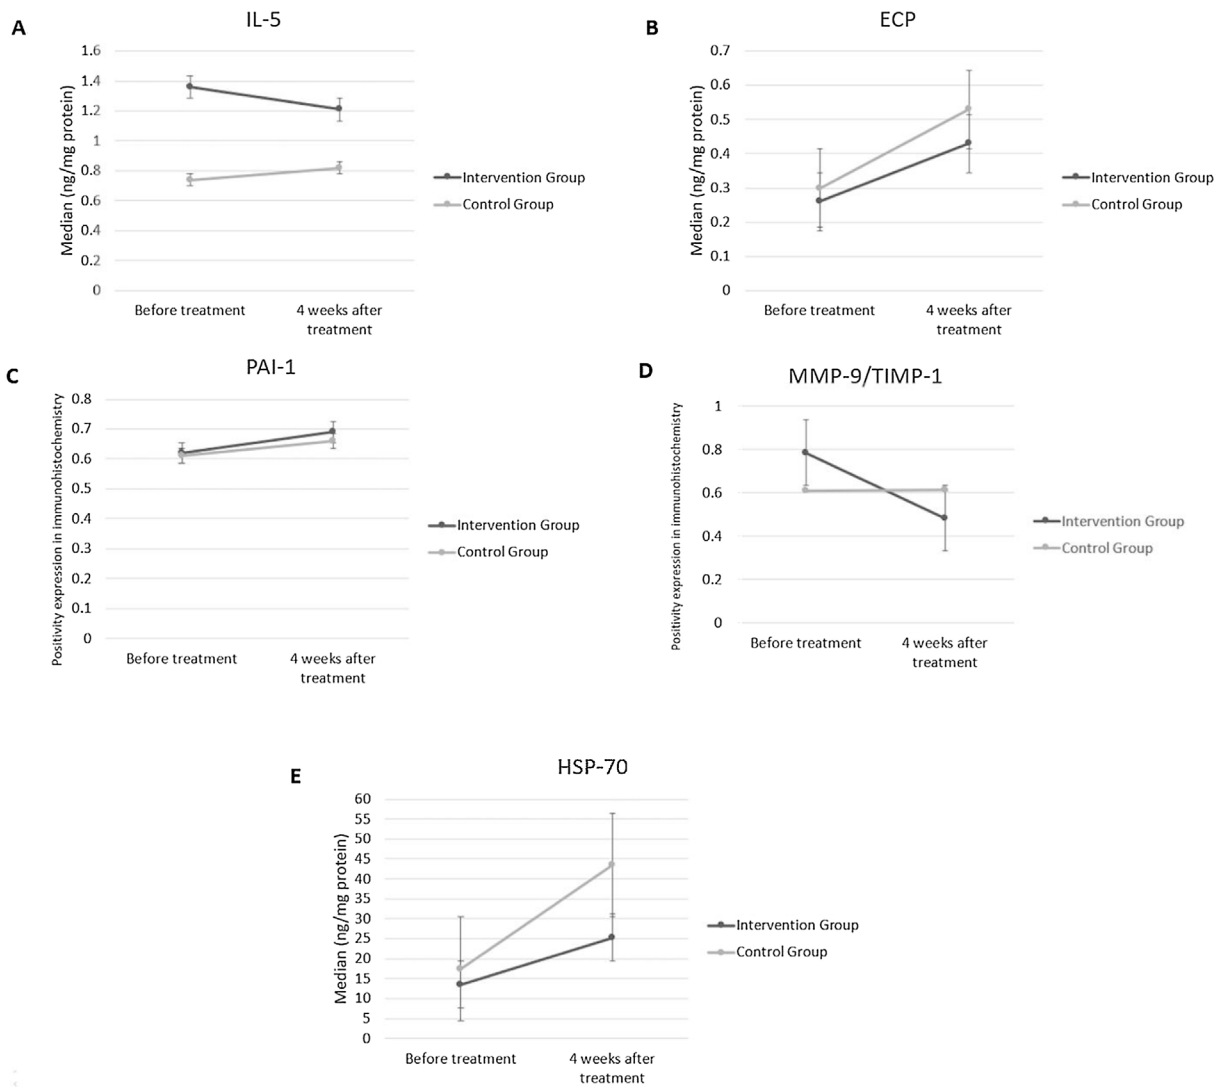 A
IL-5
Median (ng/mg protein)
1.6
1.4
1.2
1
0.8
0.6
0.4
0.2
0
Before treatment
4 weeks after
treatment
Intervention Group
Control Group
B
ECP
Median (ng/mg protein)
0.7
0.6
0.5
0.4
0.3
0.2
0.1
0
Before treatment
4 weeks after
treatment
Intervention Group
Control Group
C
PAI-1
Positivity expression in immunohistochemistry
0.8
0.7
0.6
0.5
0.4
0.3
0.2
0.1
0
Before treatment
4 weeks after
treatment
Intervention Group
Control Group
D
MMP-9/TIMP-1
Positivity expression in immunohistochemistry
1
0.8
0.6
0.4
0.2
0
Before treatment
4 weeks after
treatment
Intervention Group
Control Group
E
HSP-70
Median (ng/mg protein)
60
55
50
45
40
35
30
25
20
15
10
5
0
Before treatment
4 weeks after
treatment
Intervention Group
Control Group